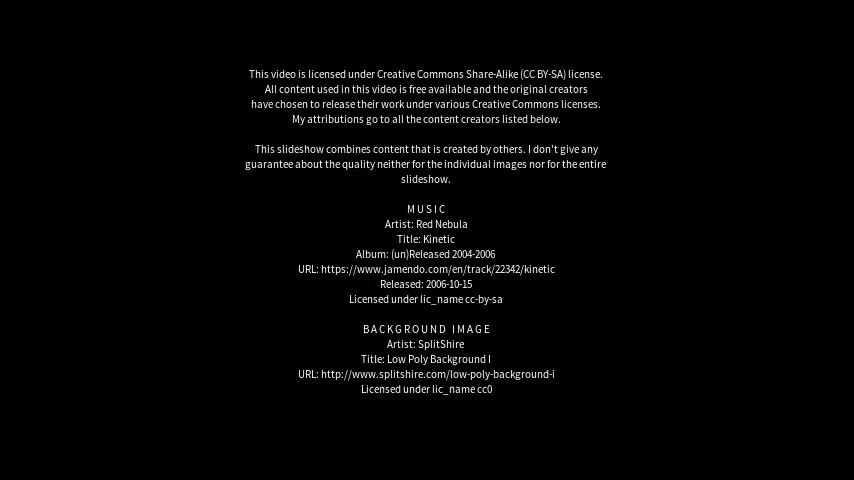 This video is licensed under Creative Commons Share-Alike (CC BY-SA) license.
All content used in this video is free available and the original creators
have chosen to release their work under various Creative Commons licenses.
My attributions go to all the content creators listed below.
This slideshow combines content that is created by others. I don't give any
guarantee about the quality neither for the individual images nor for the entire
slideshow.
MUSIC
Artist: Red Nebula
Title: Kinetic
Album: (un)Released 2004-2006
URL: https://www.jamendo.com/en/track/22342/kinetic
Released: 2006-10-15
Licensed under lic_name cc-by-sa
BACKGROUND IMAGE
Artist: SplitShire
Title: Low Poly Background I
URL: http://www.splitshire.com/low-poly-background-i
Licensed under lic_name cc0